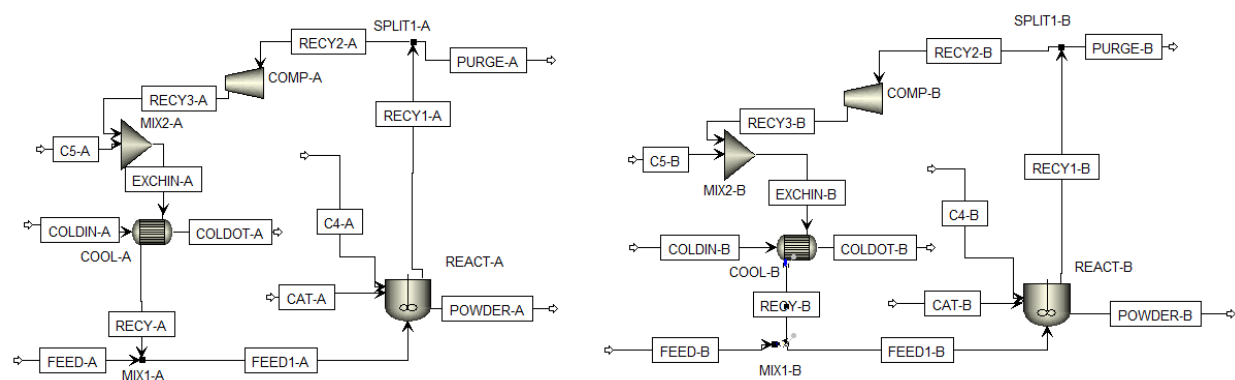 SPLIT1-A
RECY2-A
PURGE-A
COMP-A
RECY3-A
MIX2-A
RECY1-A
C5-A
EXCHIN-A
C4-A
COLDIN-A
COLDOT-A
COOL-A
REACT-A
CAT-A
POWDER-A
RECY-A
FEED-A
FEED1-A
MIX1-A
SPLIT1-B
RECY2-B
PURGE-B
COMP-B
RECY3-B
C5-B
MIX2-B
RECY1-B
EXCHIN-B
C4-B
COLDIN-B
COLDOT-B
COOL-B
REACT-B
RECY-B
CAT-B
POWDER-B
FEED-B
FEED1-B
MIX1-B